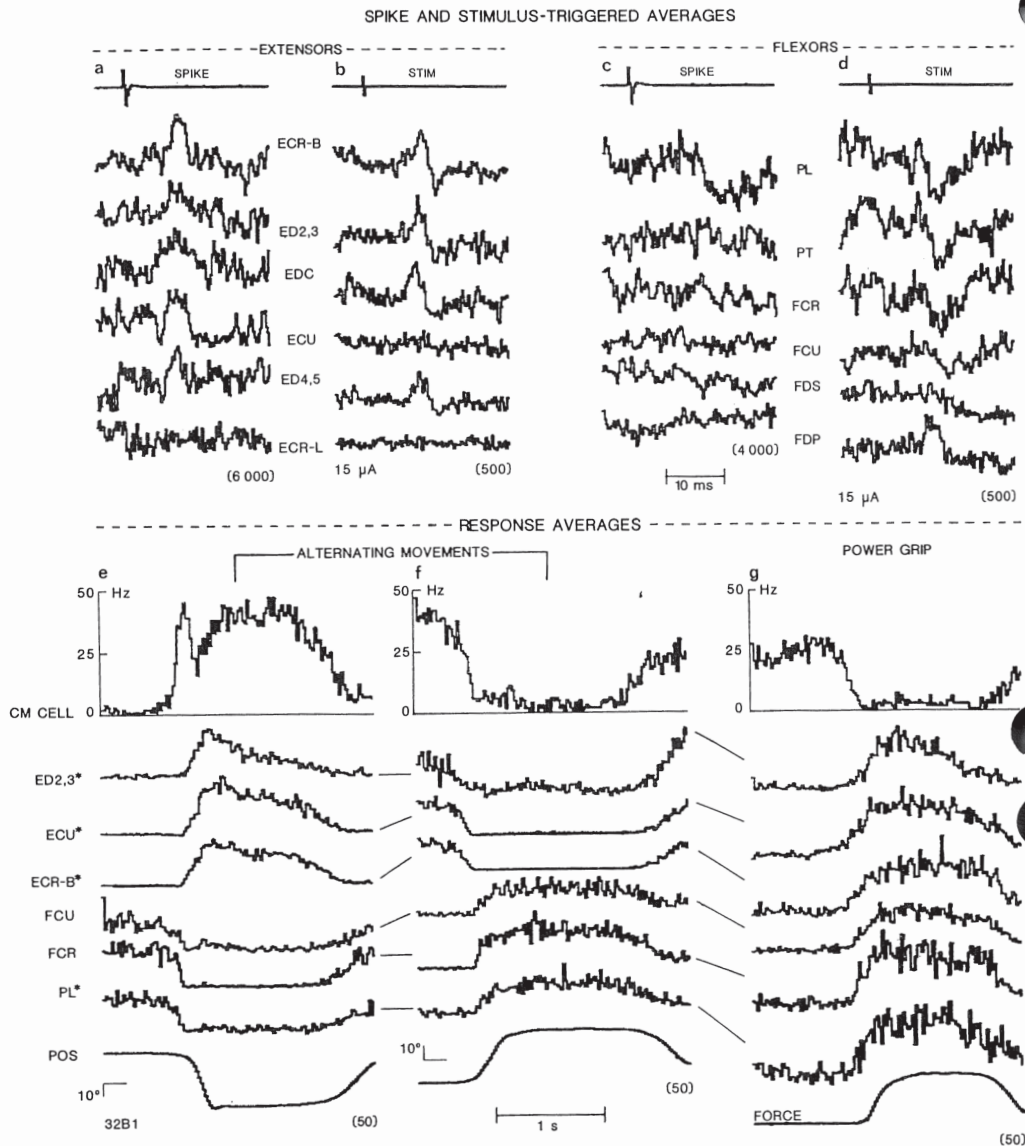 SPIKE AND STIMULUS-TRIGGERED AVERAGES
EXTENSORS
FLEXORS
a
SPIKE
b
STIM
c
SPIKE
d
STIM
ECR-B
ED2,3
EDC
ECU
ED4,5
ECR-L
PL
PT
FCR
FCU
FDS
FDP
(6 000)
15 µA
(500)
(4 000)
10 ms
15 µA
(500)
RESPONSE AVERAGES
ALTERNATING MOVEMENTS
POWER GRIP
e
f
g
50 Hz
25
0
50 Hz
25
0
50 Hz
25
0
CM CELL
ED2,3*
ECU*
ECR-B*
FCU
FCR
PL*
POS
10°
10°
32B1
(50)
1 s
(50)
FORCE
(50)